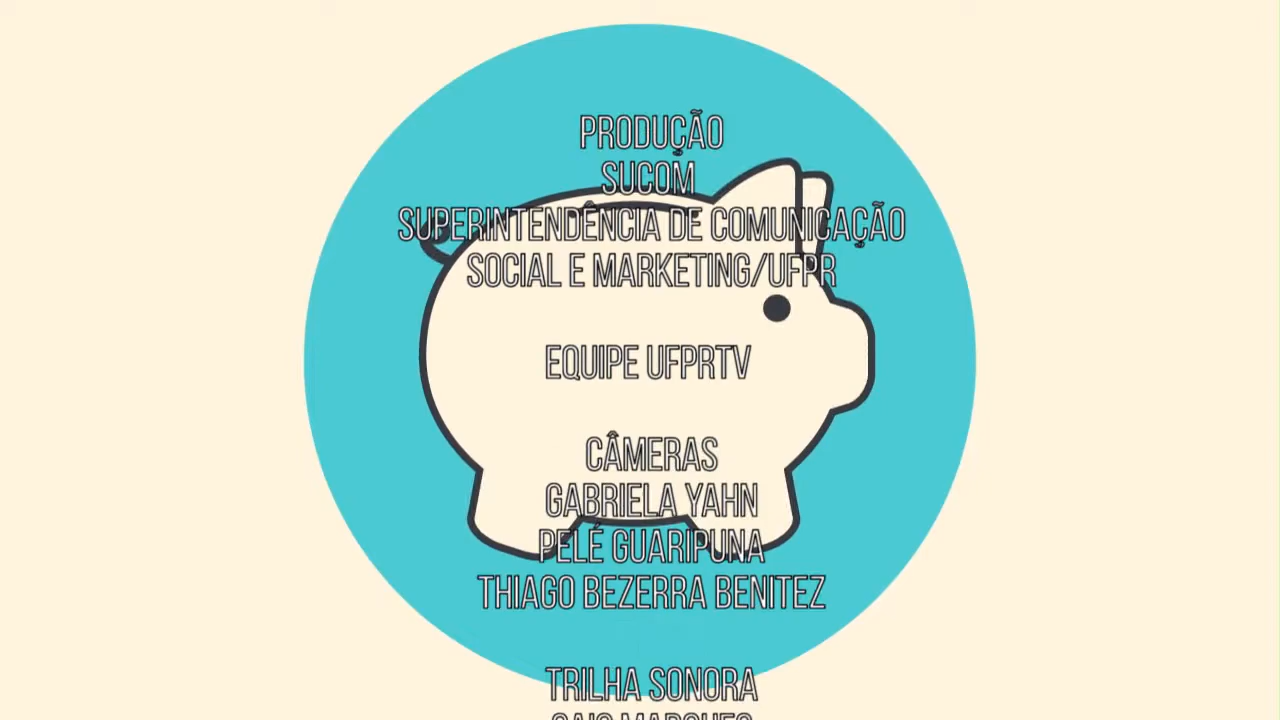 PRODUÇÃO
SUCOM
SUPERINTENDÊNCIA DE COMUNICAÇÃO
SOCIAL E MARKETING/UFPR
EQUIPE UFPRTV
CÂMERAS
GABRIELA YAHN
PELÉ GUARIPUNA
THIAGO BEZERRA BENITEZ
TRILHA SONORA